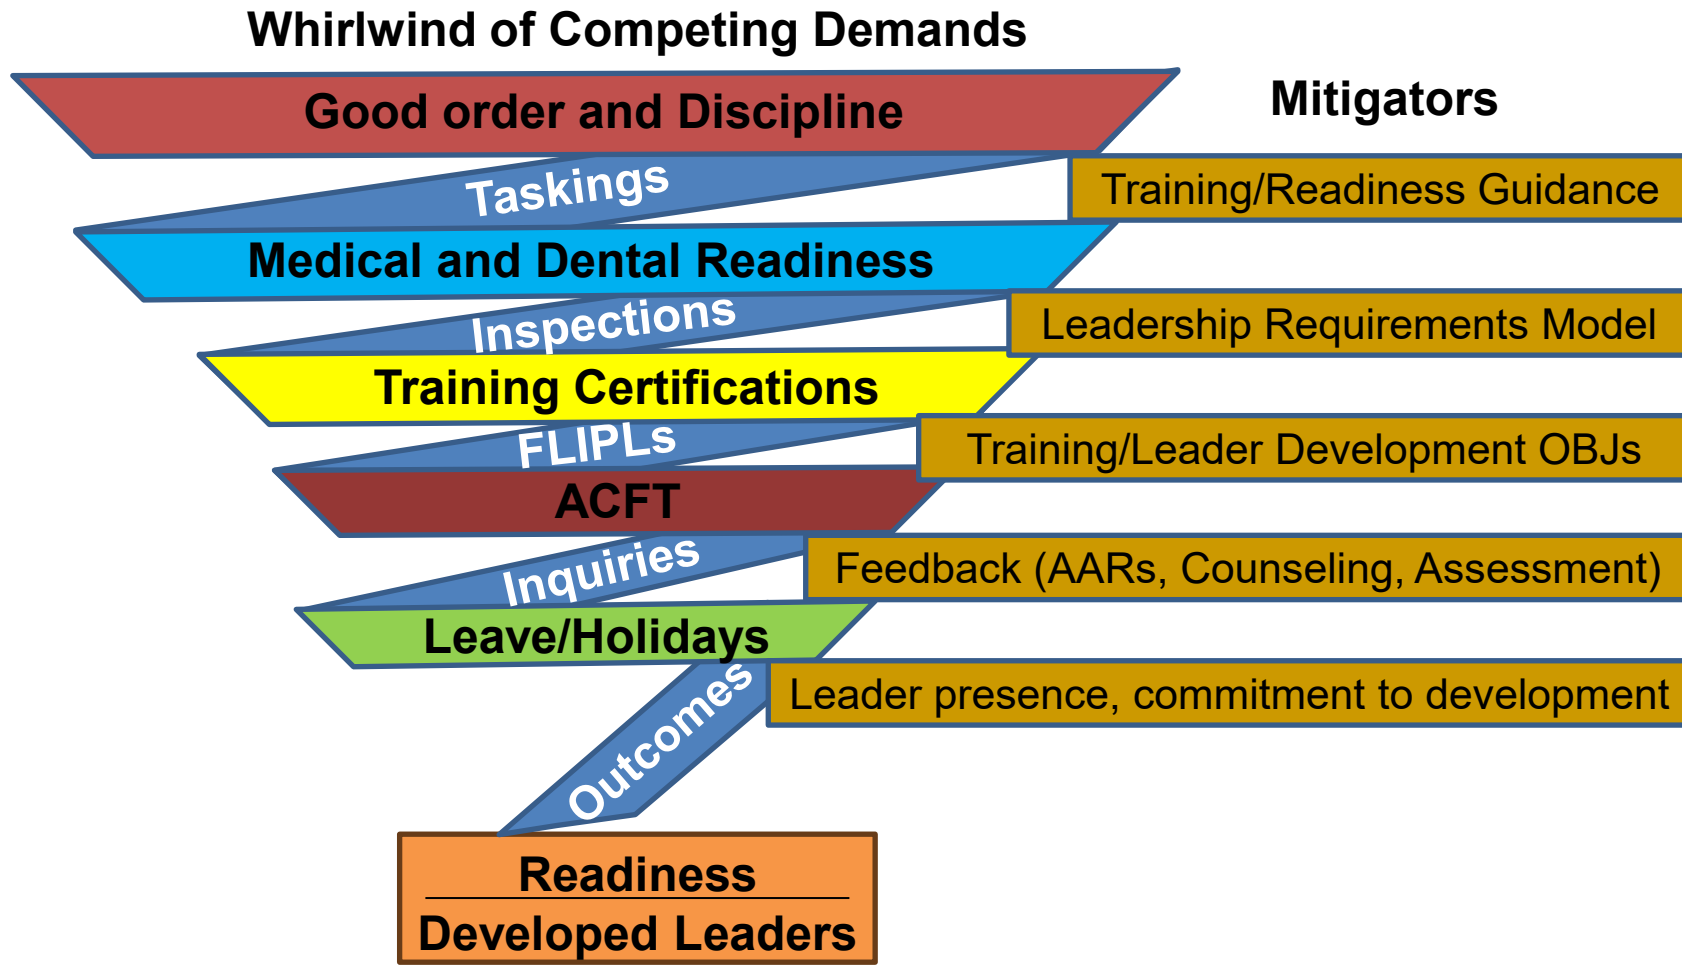 Whirlwind of Competing Demands
Good order and Discipline
Mitigators
Taskings
Training/Readiness Guidance
Medical and Dental Readiness
Inspections
Leadership Requirements Model
Training Certifications
FLIPLs
Training/Leader Development OBJs
ACFT
Inquiries
Feedback (AARs, Counseling, Assessment)
Leave/Holidays
Outcomes
Leader presence, commitment to development
Readiness
Developed Leaders